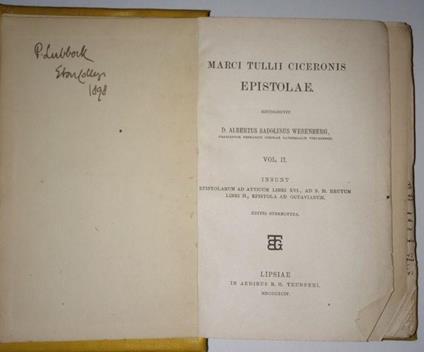 P. Lubbock
Eton College
1898
MARCI TULLII CICERONIS
EPISTOLAE.
RECOGNOVIT
D. ALBERTUS SADOLINUS WESENBERG,
VOL. II.
INSUNT
EPISTOLARUM AD ATTICUM LIBRI XVI., AD M. BRUTUM
LIBRI II., EPISTOLA AD OCTAVIANUM.
EDITIO STEREOTYPA.
BTG
LIPSIAE
IN AEDIBUS B. G. TEUBNERI.